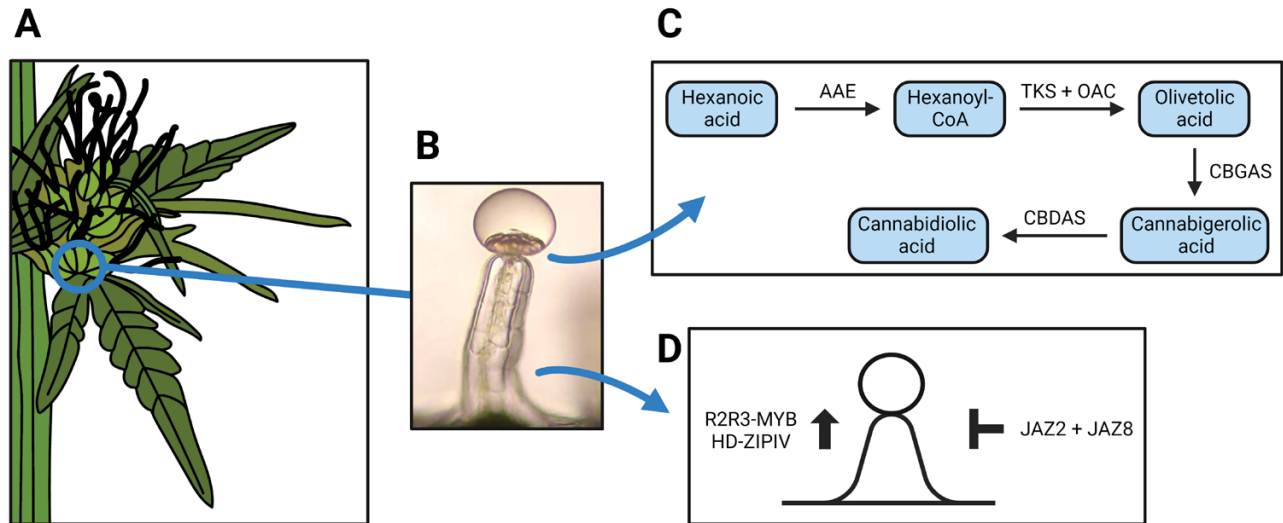 A
B
C
Hexanoic
acid
AAE
Hexanoyl-
CoA
TKS + OAC
Olivetolic
acid
CBGAS
Cannabidiolic
acid
CBDAS
Cannabigerolic
acid
D
R2R3-MYB
HD-ZIPIV
JAZ2 + JAZ8